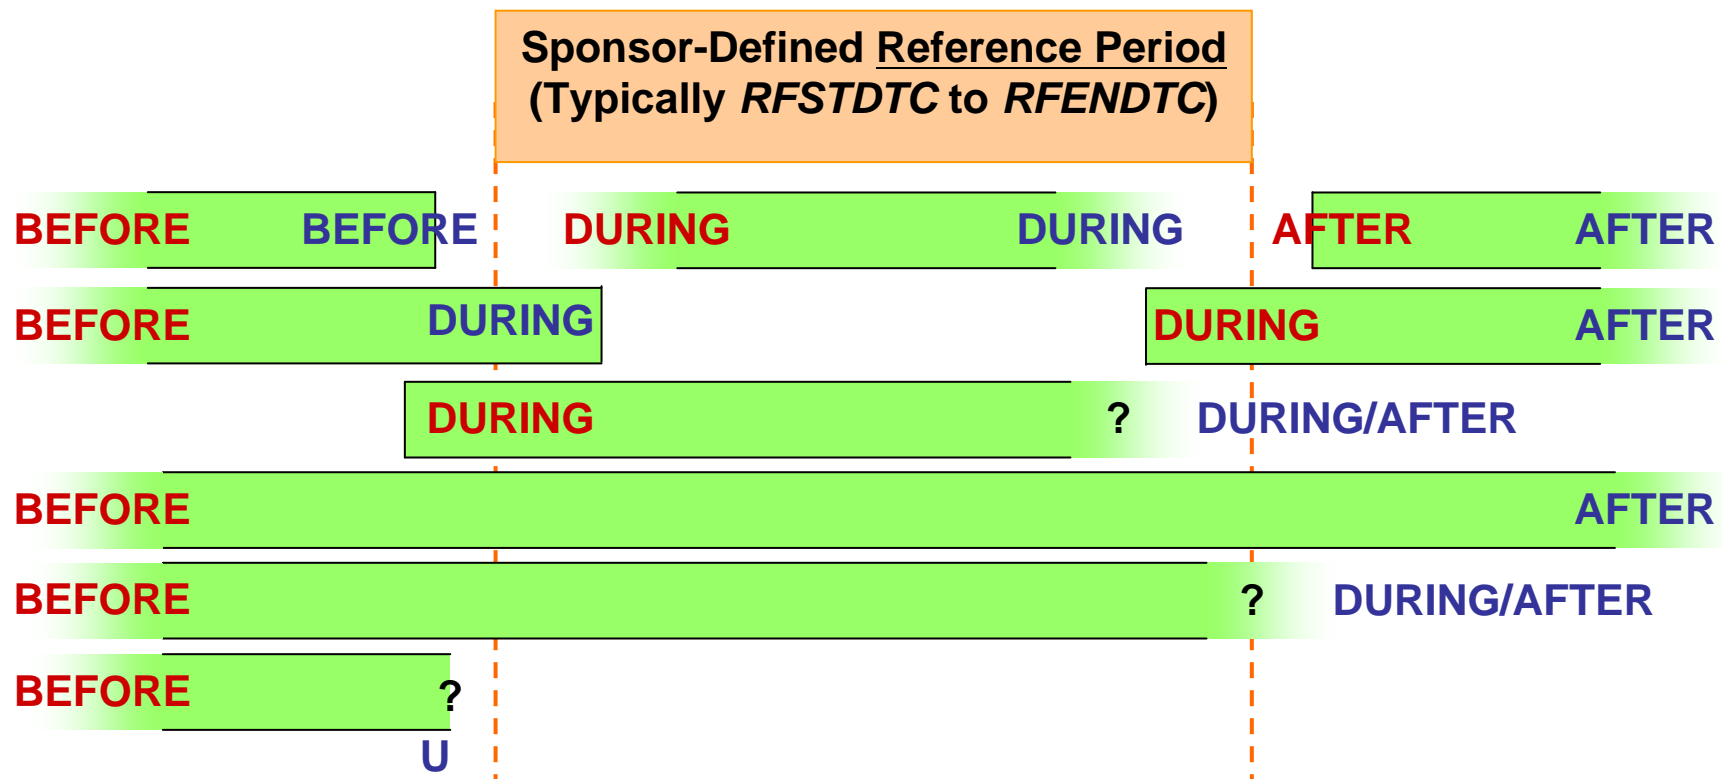 Sponsor-Defined Reference Period
(Typically RFSTDTC to RFENDTC)
BEFORE BEFORE DURING DURING AFTER AFTER
BEFORE DURING DURING AFTER
DURING ? DURING/AFTER
BEFORE AFTER
BEFORE ? DURING/AFTER
BEFORE ?
U